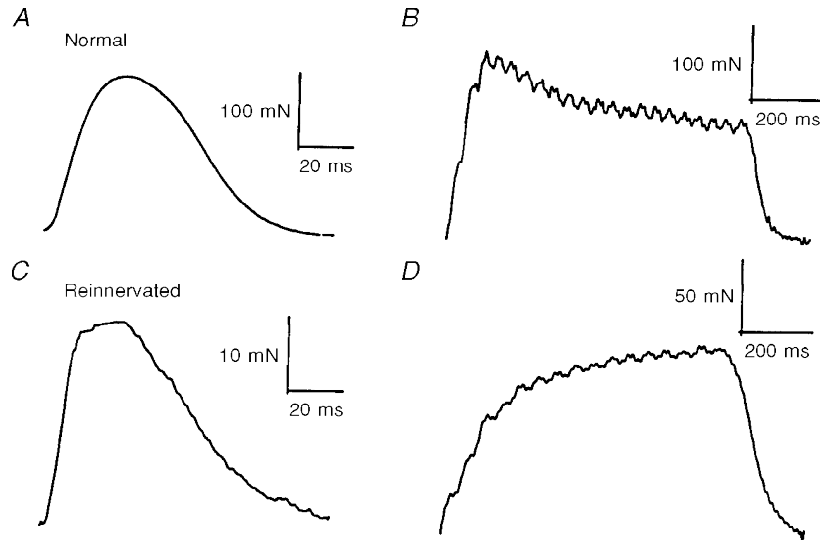 A
Normal
100 mN
20 ms
B
100 mN
200 ms
C
Reinnervated
10 mN
20 ms
D
50 mN
200 ms